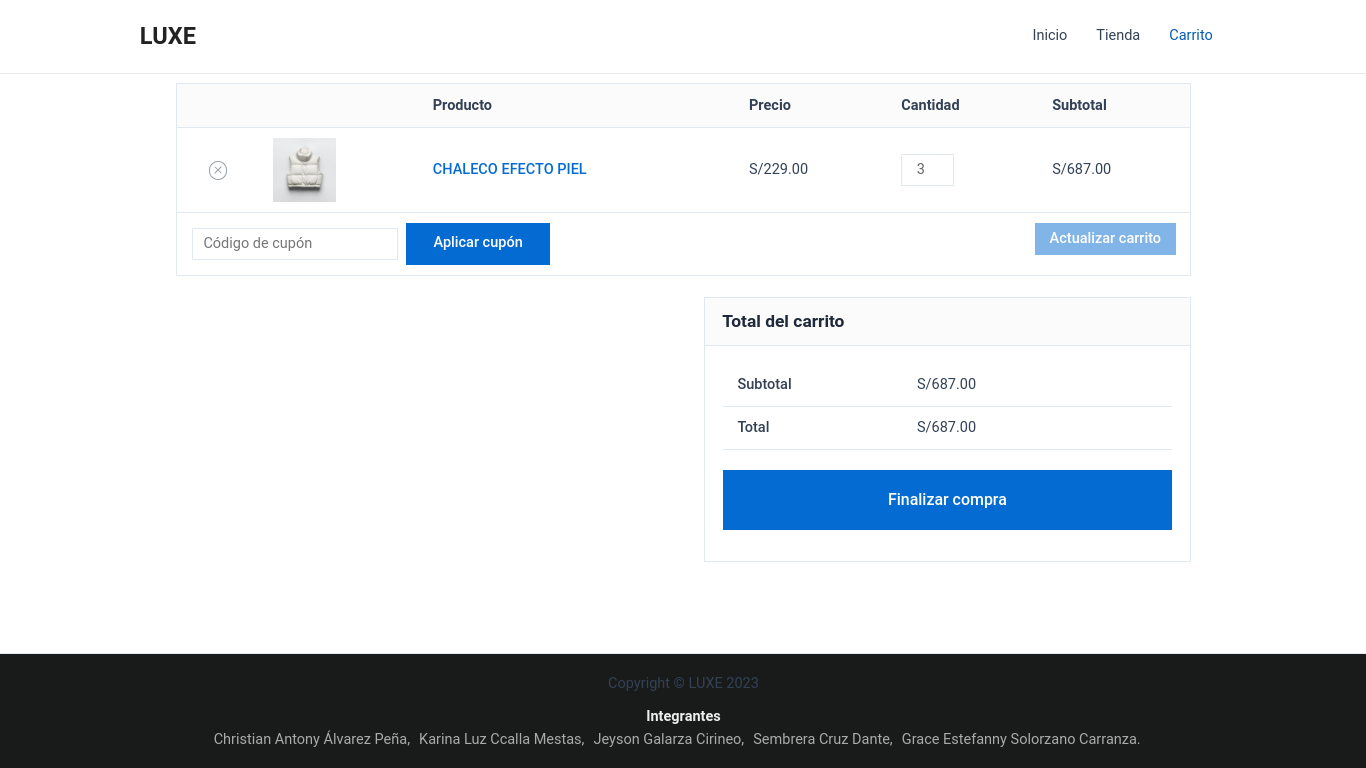 LUXE
Inicio Tienda Carrito
Producto Precio Cantidad Subtotal
CHALECO EFECTO PIEL S/229.00 3 S/687.00
Código de cupón Aplicar cupón Actualizar carrito
Total del carrito
Subtotal S/687.00
Total S/687.00
Finalizar compra
Copyright © LUXE 2023
Integrantes
Christian Antony Álvarez Peña, Karina Luz Ccalla Mestas, Jeyson Galarza Cirineo, Sembrera Cruz Dante, Grace Estefanny Solorzano Carranza.